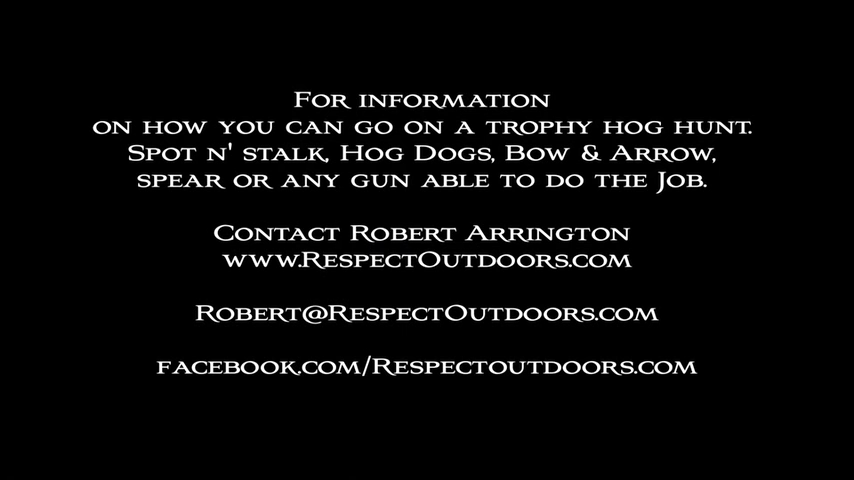 For information
on how you can go on a trophy hog hunt.
Spot n' stalk, Hog Dogs, Bow & Arrow,
spear or any gun able to do the Job.
Contact Robert Arrington
www.RespectOutdoors.com
Robert@RespectOutdoors.com
facebook.com/Respectoutdoors.com